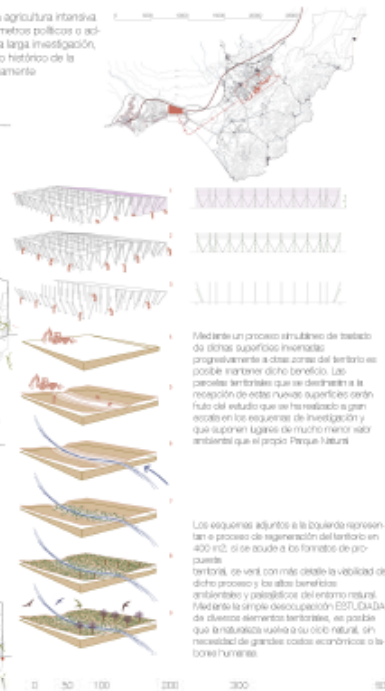 agricultura intensiva
metros políticos o ad-
a larga investigación,
o histórico de la
amente
Mediante un proceso simultáneo de traslado
de dichas superficies invernadas
progresivamente a otras zonas del territorio es
posible mantener dicho beneficio. Las
parcelas territoriales que se destinarán a la
recepción de estas nuevas superficies serán
fruto del estudio que se ha realizado a gran
escala en los esquemas de investigación y
que suponen lugares de mucho menor valor
ambiental que el propio Parque Natural
Los esquemas adjuntos a la izquierda represen-
tan e proceso de regeneración del territorio en
400 m2, si se acude a los formatos de pro-
puesta
territorial, se verá con más detalle la viabilidad de
dicho proceso y los altos beneficios
ambientales y paisajísticos del entorno natural.
Mediante la simple desocupación ESTUDIADA
de diversos elementos territoriales, es posible
que la naturaleza vuelva a su ciclo natural, sin
necesidad de grandes costes económicos o la-
bores humanas.
0 50 100 200 300